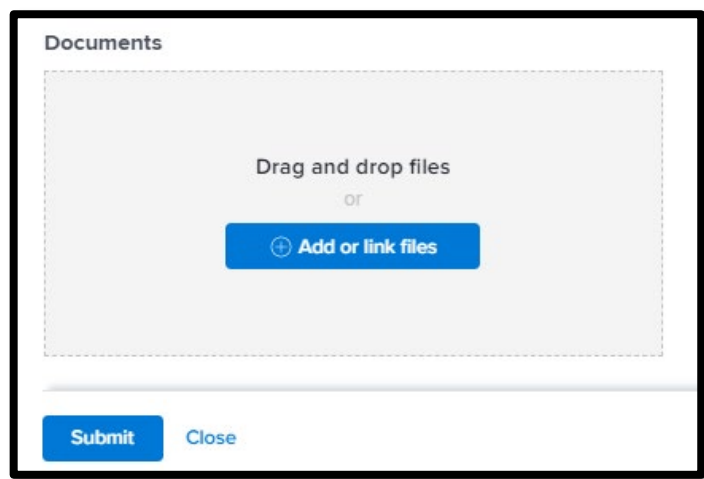 Documents
Drag and drop files
or
Add or link files
Submit Close